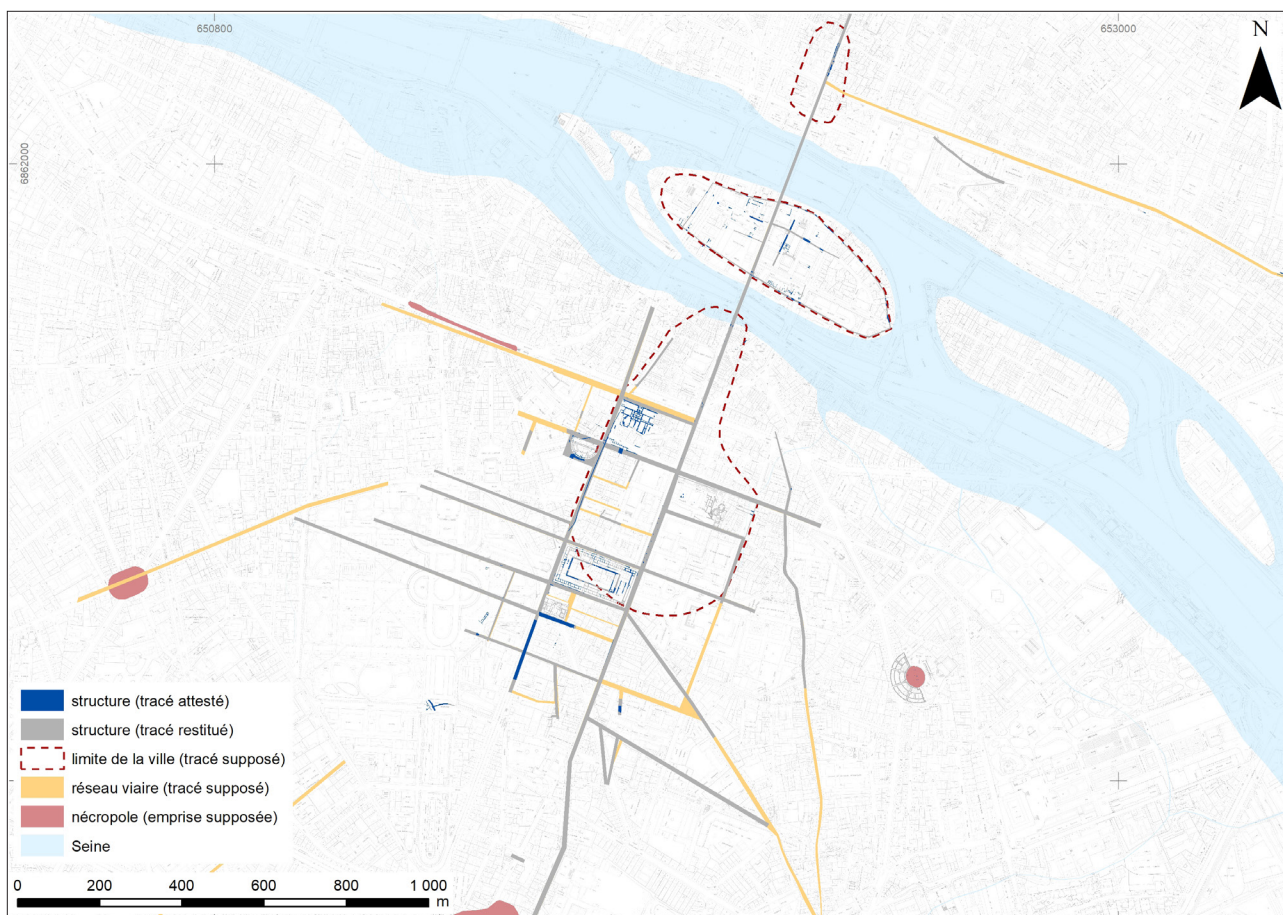 650800
653000
N
6862000
structure (tracé attesté)
structure (tracé restitué)
limite de la ville (tracé supposé)
réseau viaire (tracé supposé)
nécropole (emprise supposée)
Seine
0 200 400 600 800 1 000
m